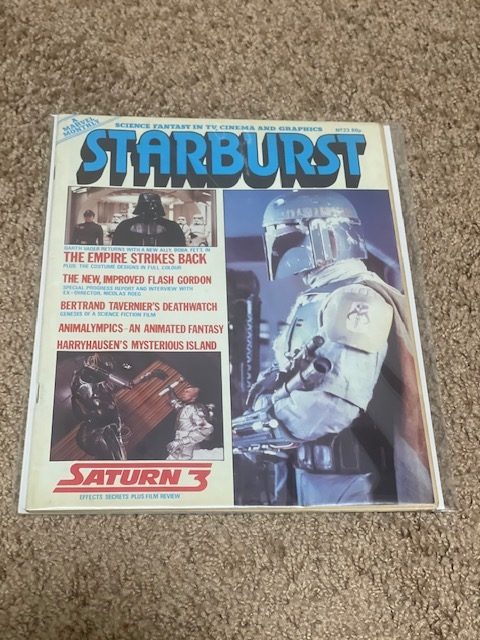 A
MARVEL
MONTHLY
SCIENCE FANTASY IN TV, CINEMA AND GRAPHICS
Nº23 80p
STARBURST
DARTH VADER RETURNS WITH A NEW ALLY, BOBA FETT, IN
THE EMPIRE STRIKES BACK
PLUS: THE COSTUME DESIGNS IN FULL COLOUR
THE NEW, IMPROVED FLASH GORDON
SPECIAL PROGRESS REPORT AND INTERVIEW WITH
EX-DIRECTOR, NICOLAS ROEG
BERTRAND TAVERNIER'S DEATHWATCH
GENESIS OF A SCIENCE FICTION FILM
ANIMALYMPICS-AN ANIMATED FANTASY
HARRYHAUSEN'S MYSTERIOUS ISLAND
SATURN 3
EFFECTS SECRETS PLUS FILM REVIEW